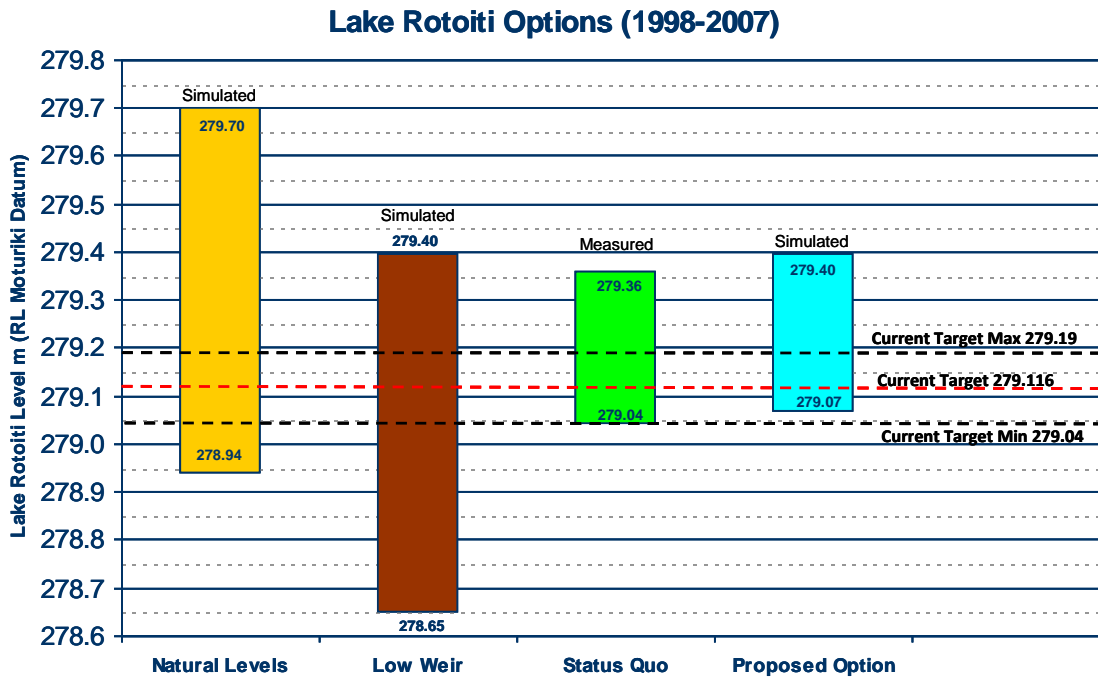 Lake Rotoiti Options (1998-2007)
Lake Rotoiti Level m (RL Moturiki Datum)
279.8
279.7
279.6
279.5
279.4
279.3
279.2
279.1
279.0
278.9
278.8
278.7
278.6
Simulated
279.70
278.94
Simulated
279.40
278.65
Measured
279.36
279.04
Simulated
279.40
279.07
Current Target Max 279.19
Current Target 279.116
Current Target Min 279.04
Natural Levels
Low Weir
Status Quo
Proposed Option